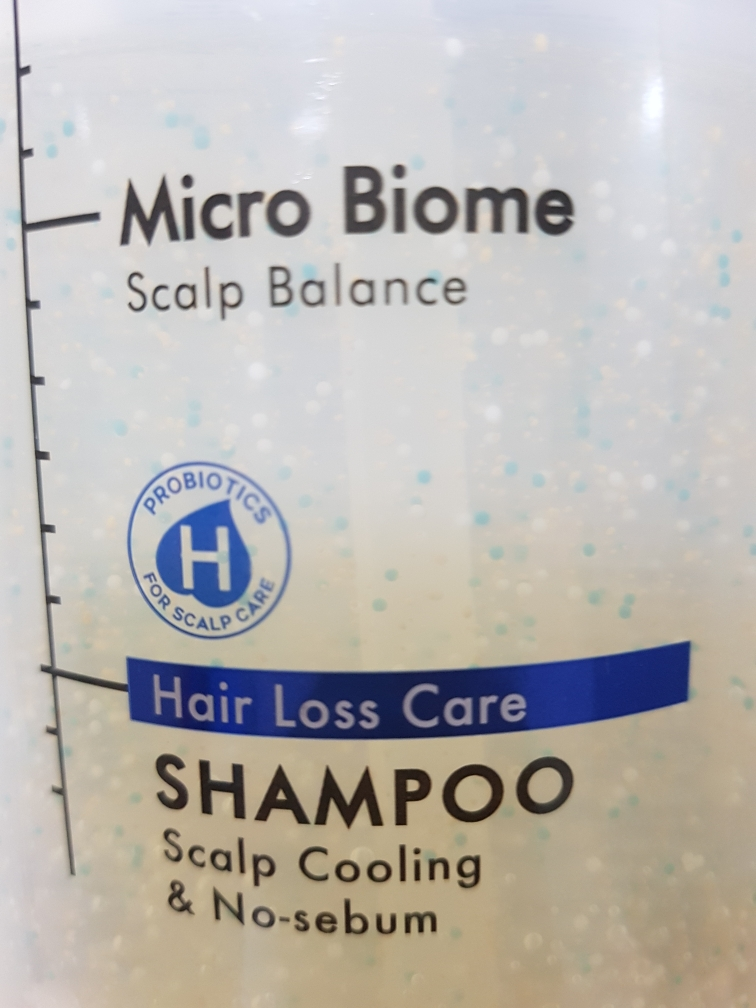 Micro Biome
Scalp Balance
PROBIOTICS
H
FOR SCALP CARE
Hair Loss Care
SHAMPOO
Scalp Cooling
& No-sebum